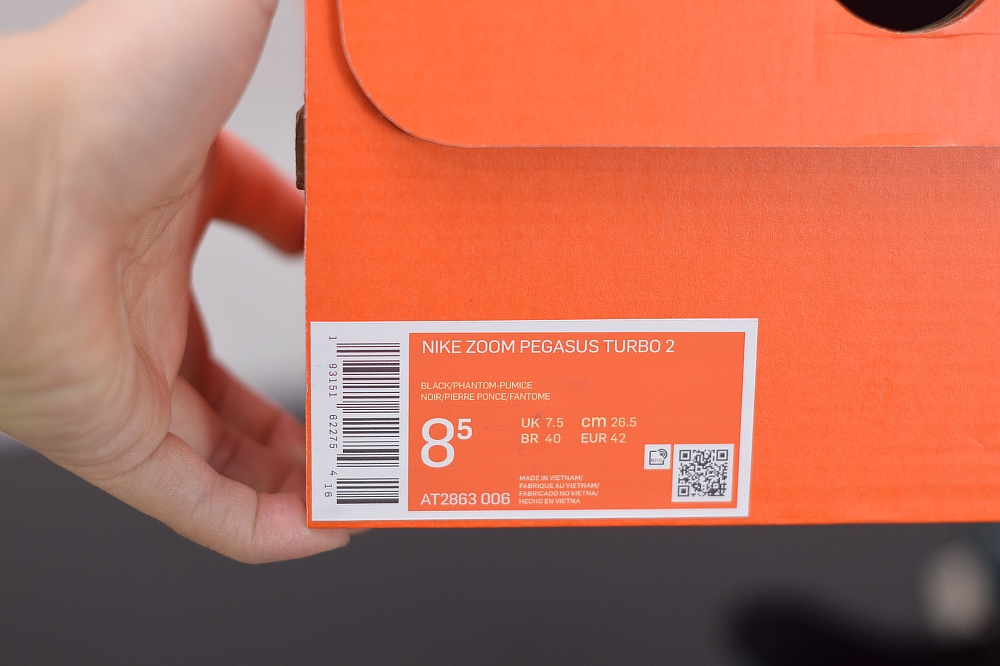 1 93151 62275 4 16
NIKE ZOOM PEGASUS TURBO 2
BLACK/PHANTOM-PUMICE
NOIR/PIERRE PONCE/FANTOME
8⁵
UK 7.5 cm 26.5
BR 40 EUR 42
MADE IN VIETNAM/
FABRIQUE AU VIETNAM/
FABRICADO NO VIETNA/
HECHO EN VIETNA
AT2863 006